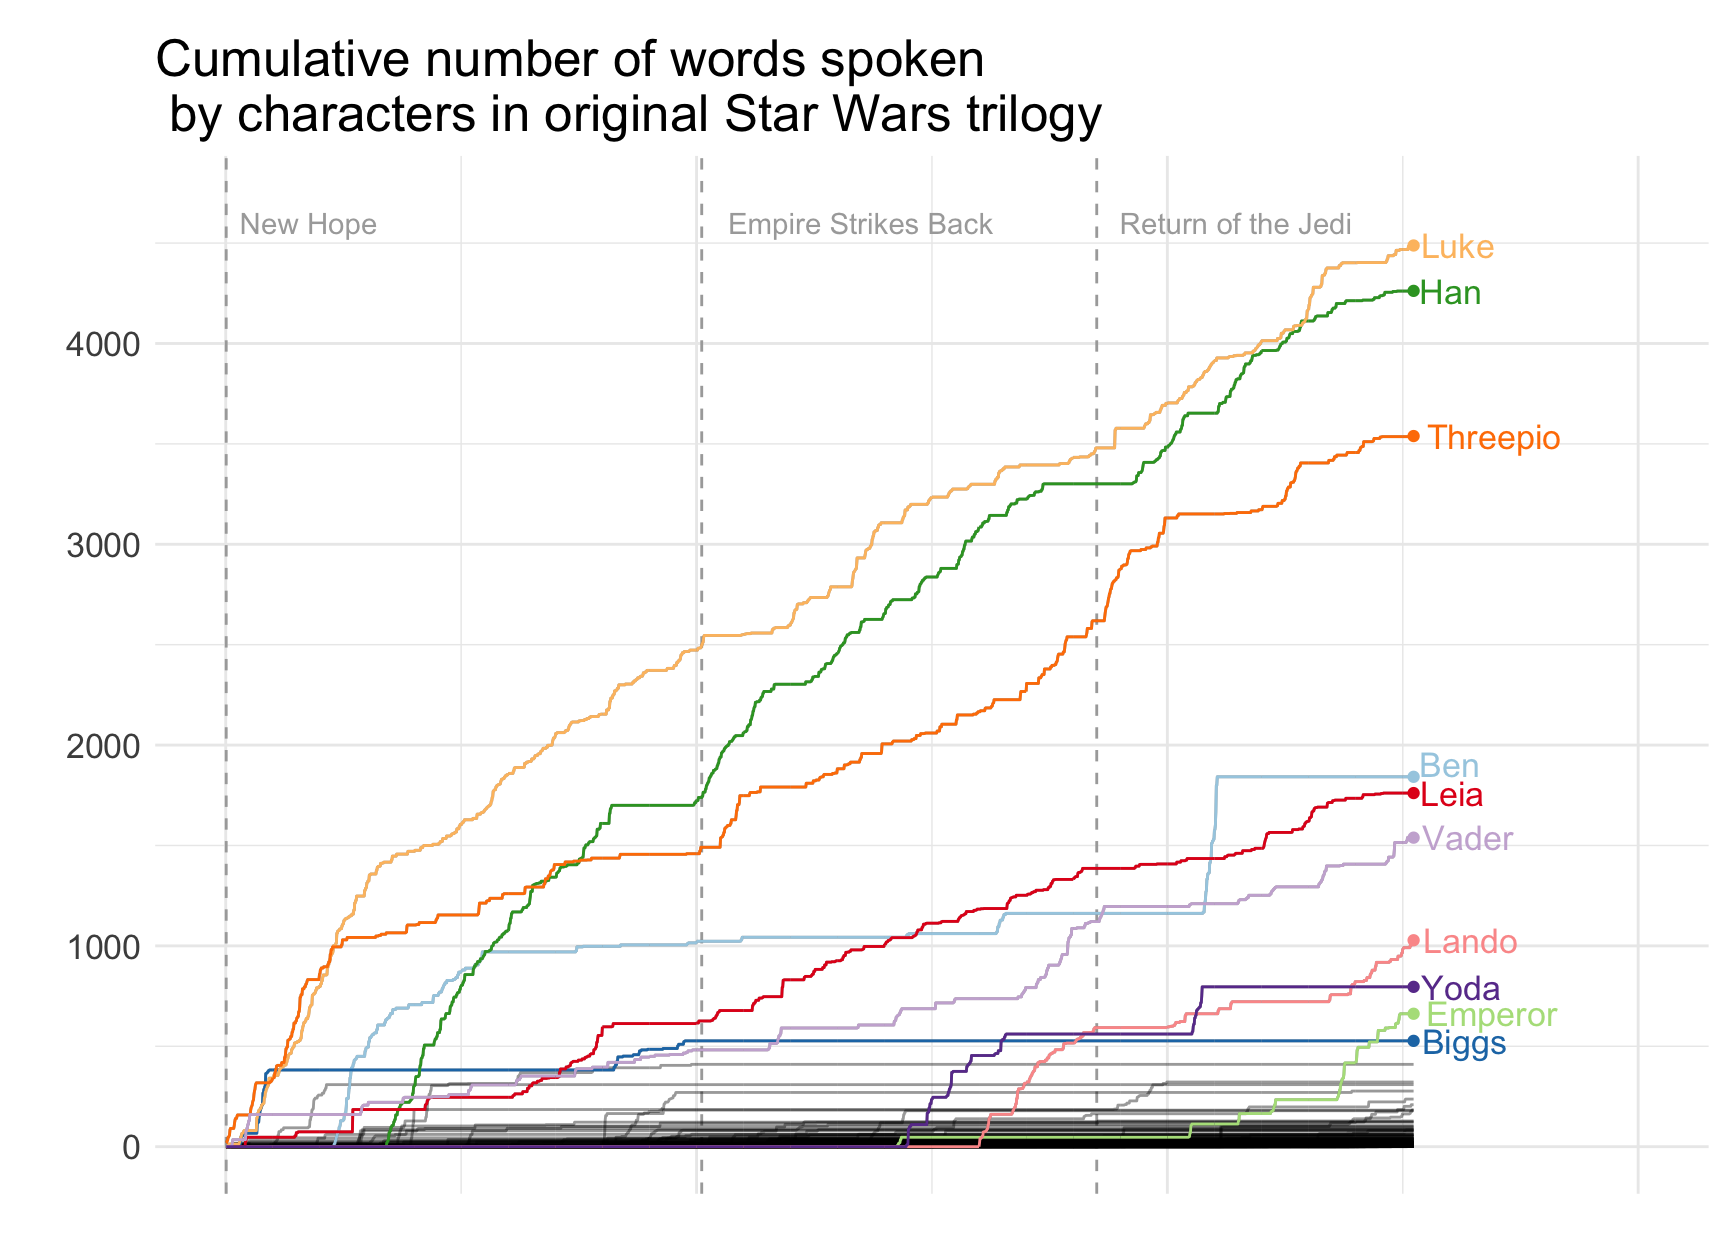 Cumulative number of words spoken
by characters in original Star Wars trilogy
New Hope
Empire Strikes Back
Return of the Jedi
Luke
Han
4000
Threepio
3000
2000
Ben
Leia
Vader
1000
Lando
Yoda
Emperor
Biggs
0